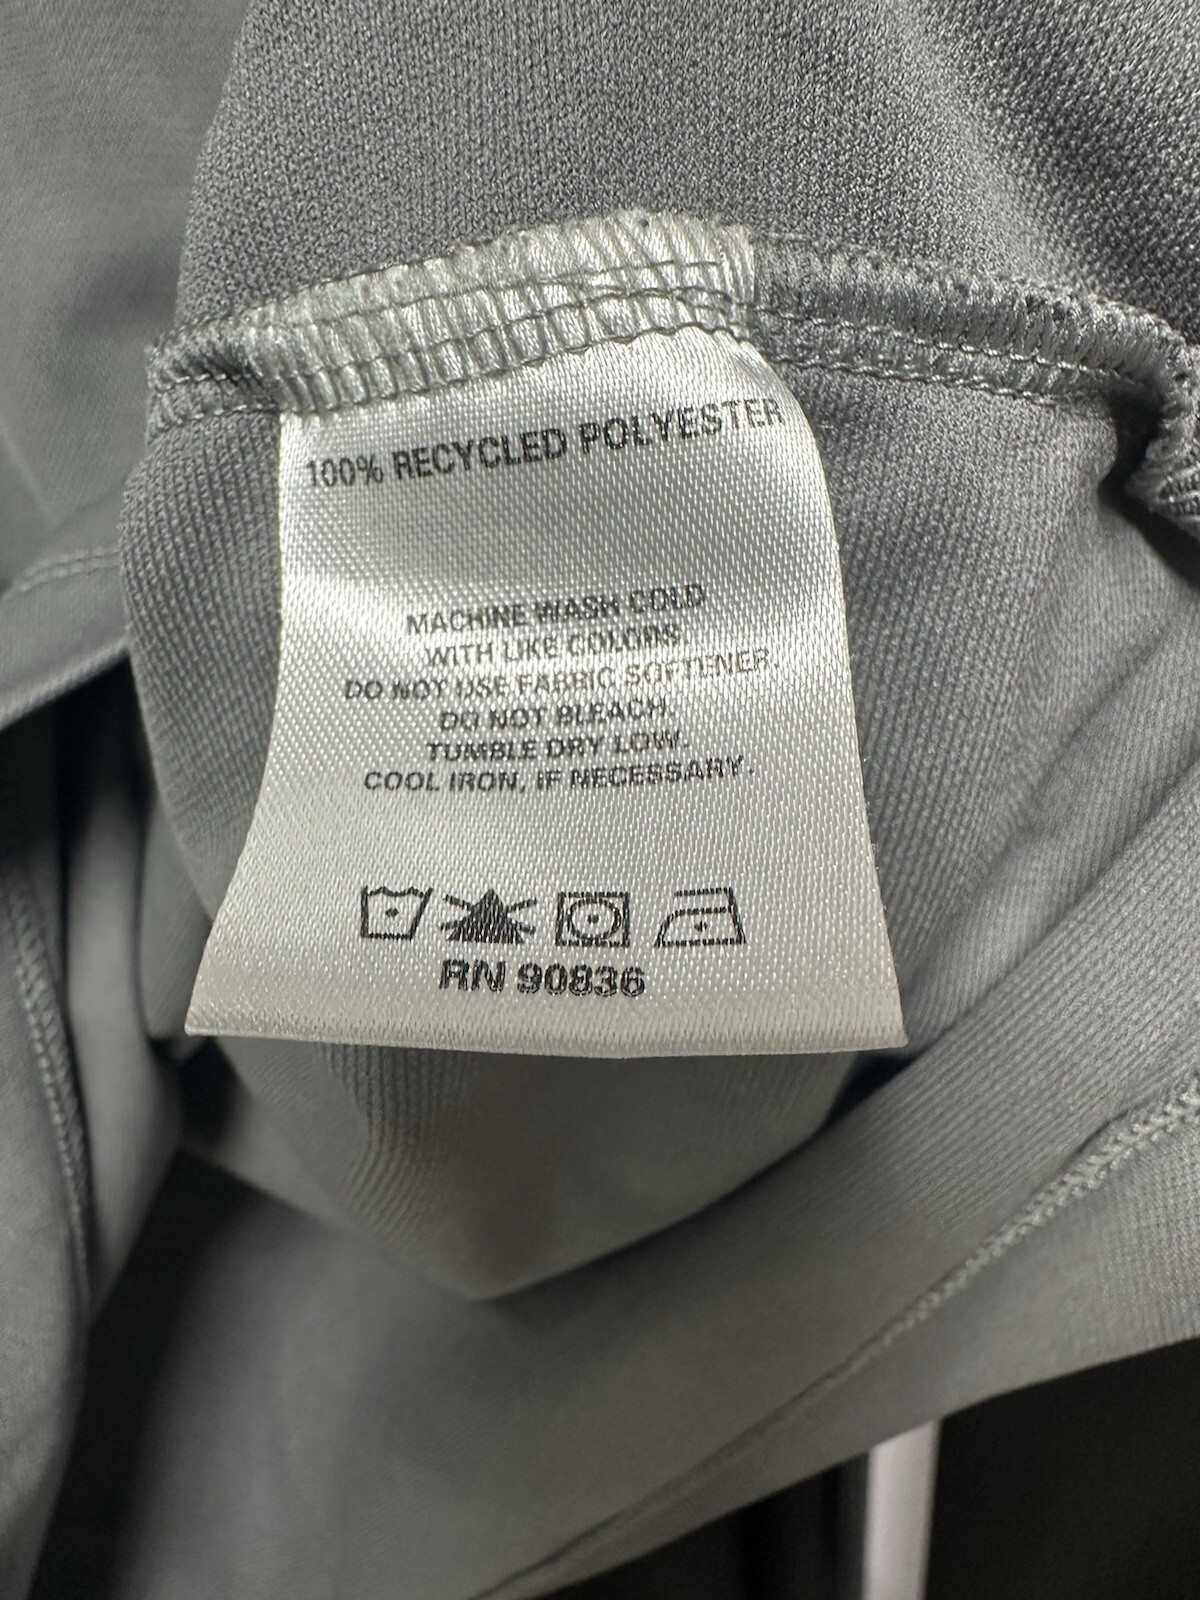 100% RECYCLED POLYESTER
MACHINE WASH COLD
WITH LIKE COLORS.
DO NOT USE FABRIC SOFTENER.
DO NOT BLEACH.
TUMBLE DRY LOW.
COOL IRON, IF NECESSARY.
RN 90836